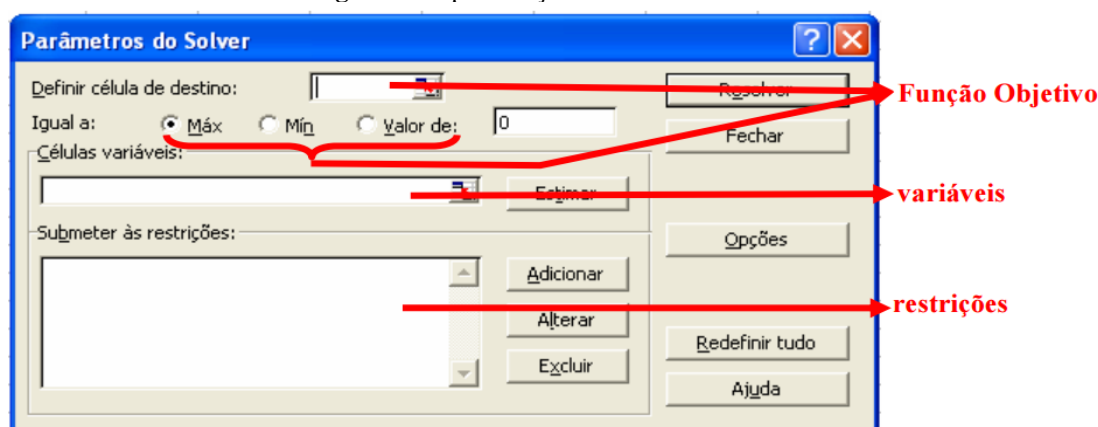 Parâmetros do Solver
Definir célula de destino:
Resolver
Função Objetivo
Igual a: Máx Mín Valor de: 0
Fechar
Células variáveis:
Estimar
variáveis
Submeter às restrições:
Opções
Adicionar
restrições
Alterar
Redefinir tudo
Excluir
Ajuda